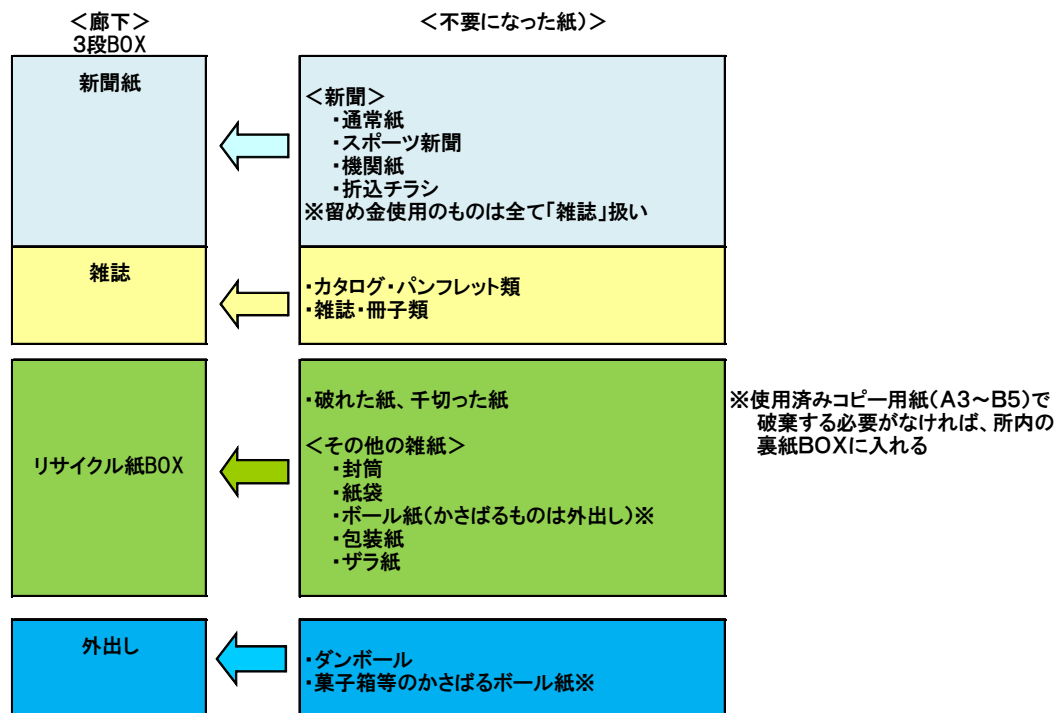 ＜廊下＞
３段BOX
＜不要になった紙）＞
新聞紙
＜新聞＞
・通常紙
・スポーツ新聞
・機関紙
・折込チラシ
※留め金使用のものは全て「雑誌」扱い
雑誌
・カタログ・パンフレット類
・雑誌・冊子類
リサイクル紙BOX
・破れた紙、千切った紙
＜その他の雑紙＞
・封筒
・紙袋
・ボール紙（かさばるものは外出し）※
・包装紙
・ザラ紙
※使用済みコピー用紙（Ａ３～Ｂ５）で
破棄する必要がなければ、所内の
裏紙ＢＯＸに入れる
外出し
・ダンボール
・菓子箱等のかさばるボール紙※